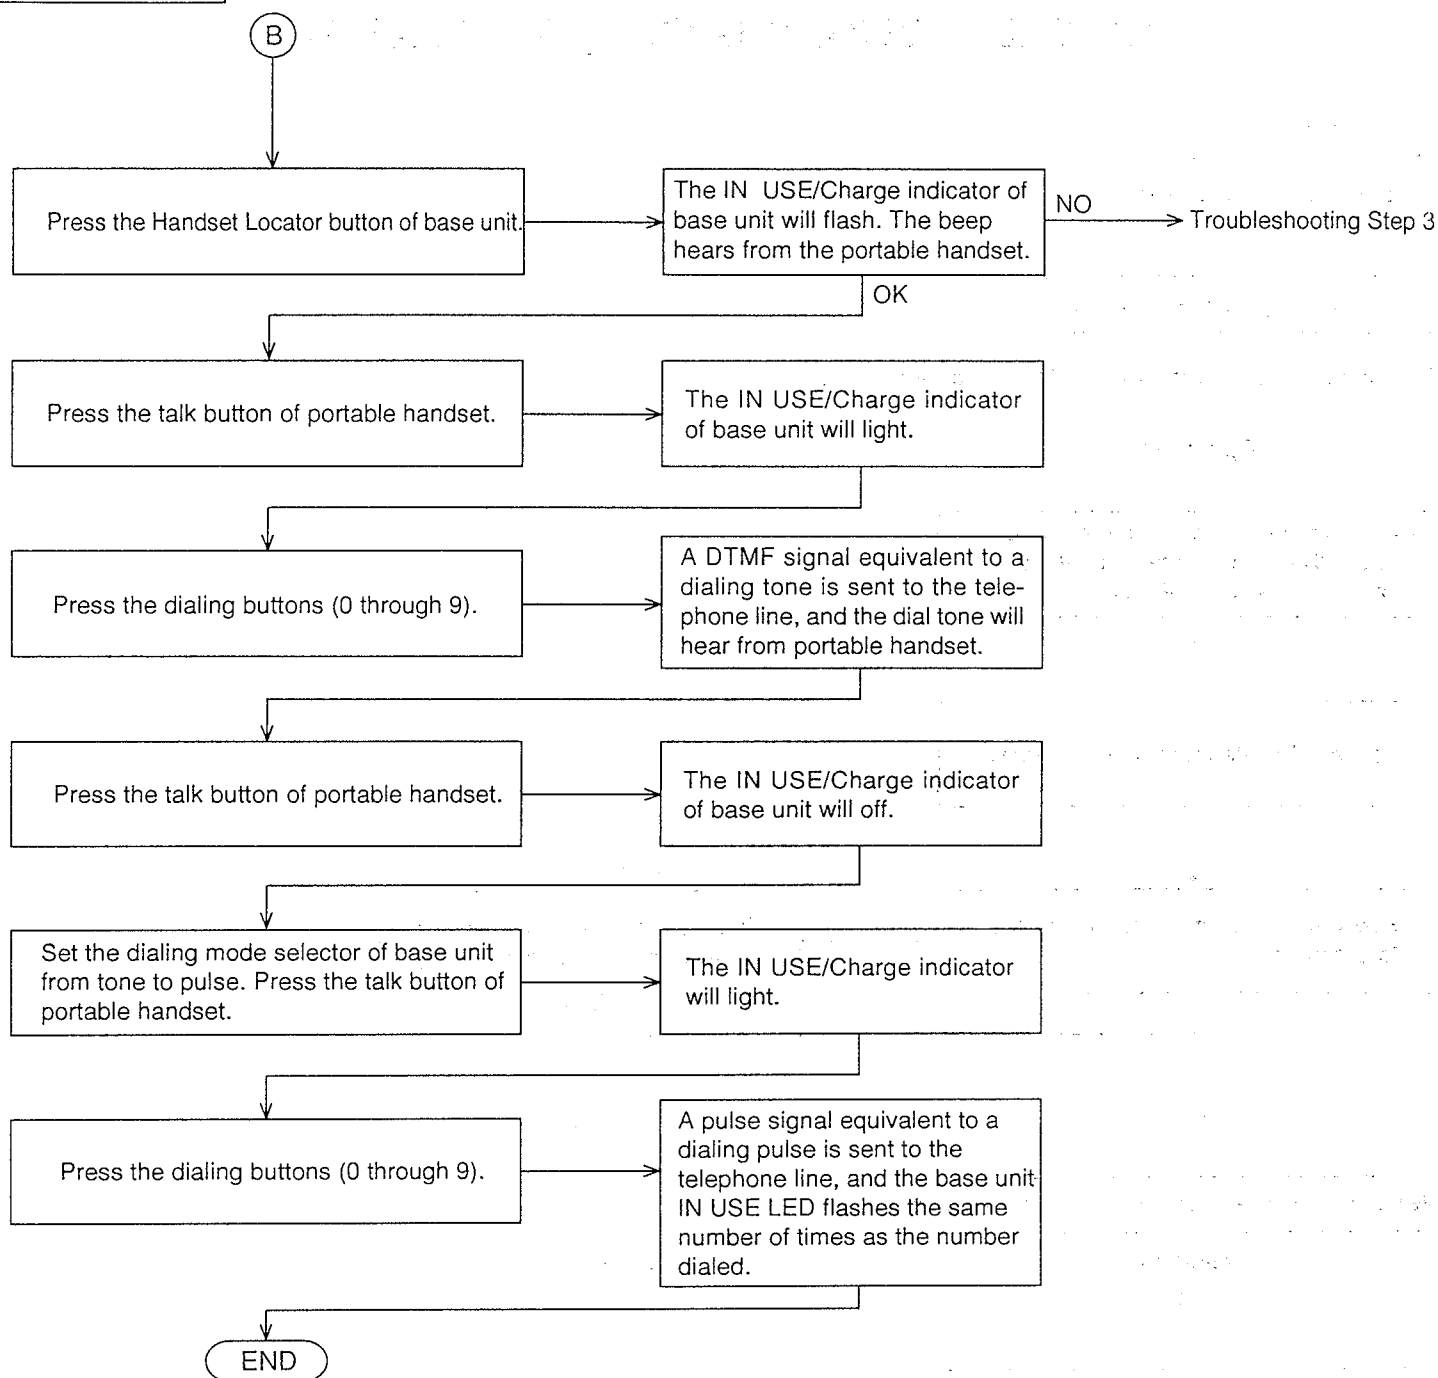 B
Press the Handset Locator button of base unit.
The IN USE/Charge indicator of
base unit will flash. The beep
hears from the portable handset.
NO
Troubleshooting Step 3
OK
Press the talk button of portable handset.
The IN USE/Charge indicator
of base unit will light.
Press the dialing buttons (0 through 9).
A DTMF signal equivalent to a
dialing tone is sent to the tele-
phone line, and the dial tone will
hear from portable handset.
Press the talk button of portable handset.
The IN USE/Charge indicator
of base unit will off.
Set the dialing mode selector of base unit
from tone to pulse. Press the talk button of
portable handset.
The IN USE/Charge indicator
will light.
Press the dialing buttons (0 through 9).
A pulse signal equivalent to a
dialing pulse is sent to the
telephone line, and the base unit
IN USE LED flashes the same
number of times as the number
dialed.
END